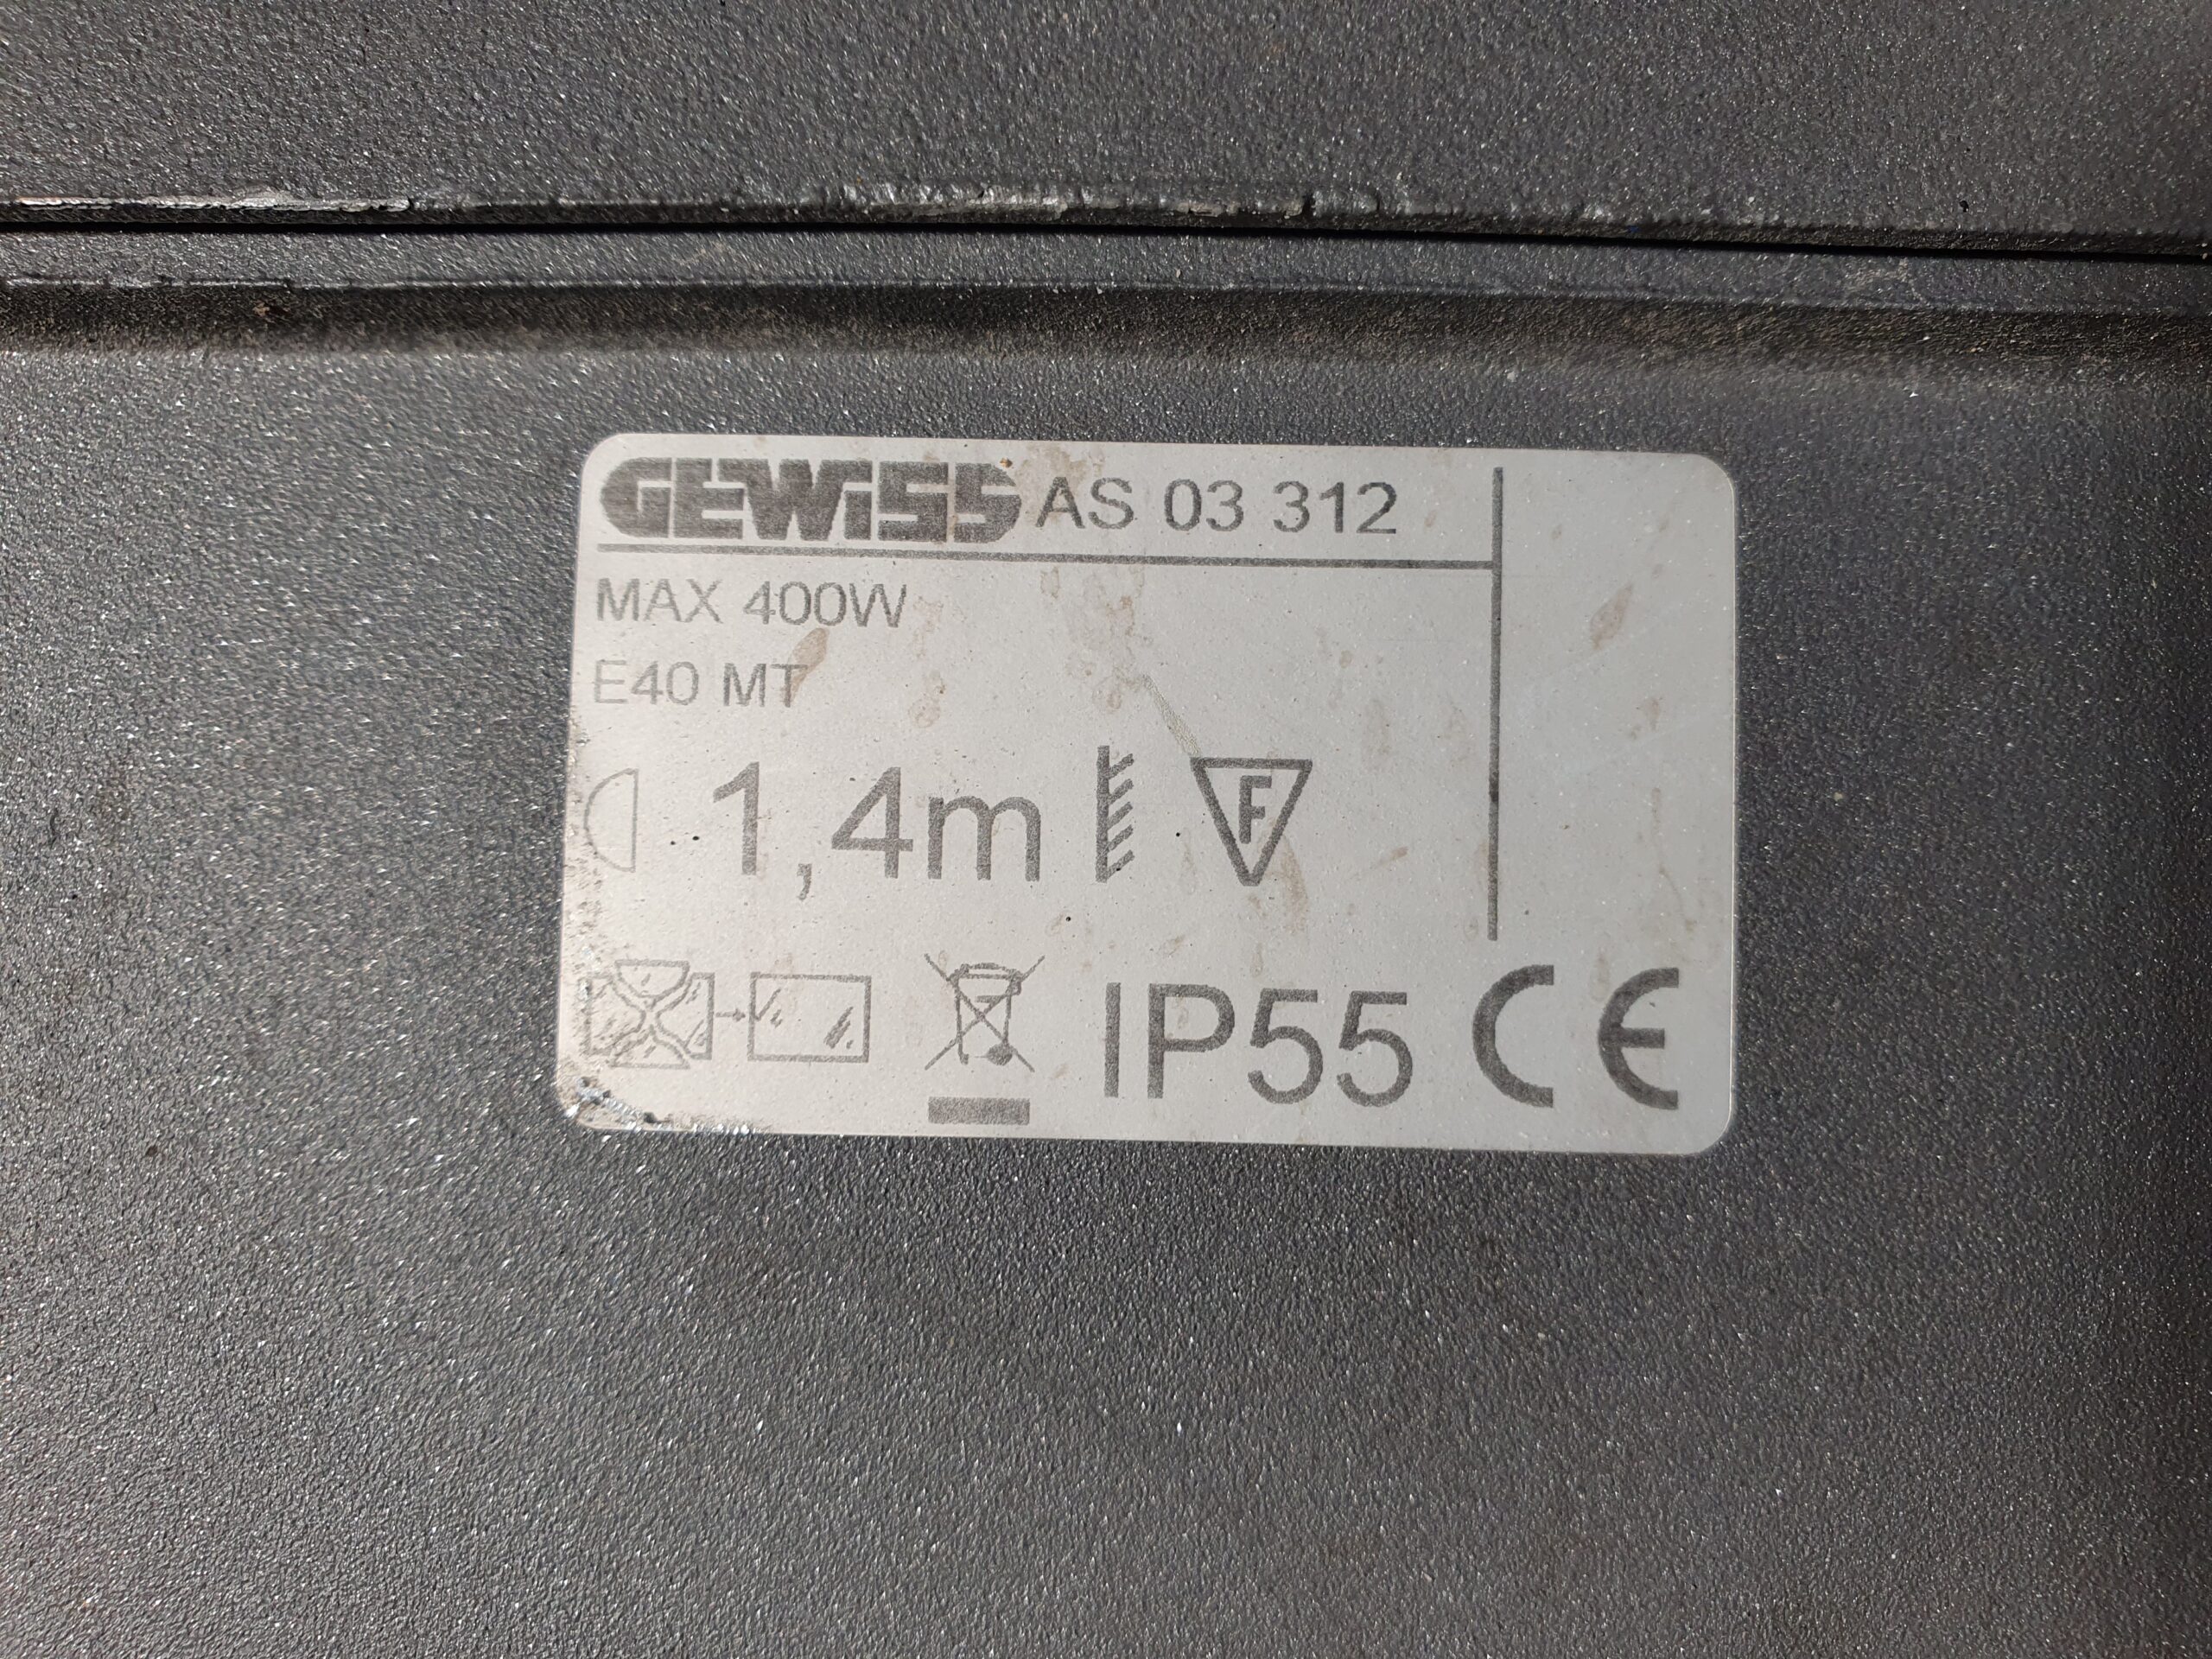 GEWiSS AS 03 312
MAX 400W
E40 MT
1,4m F
IP55 CE